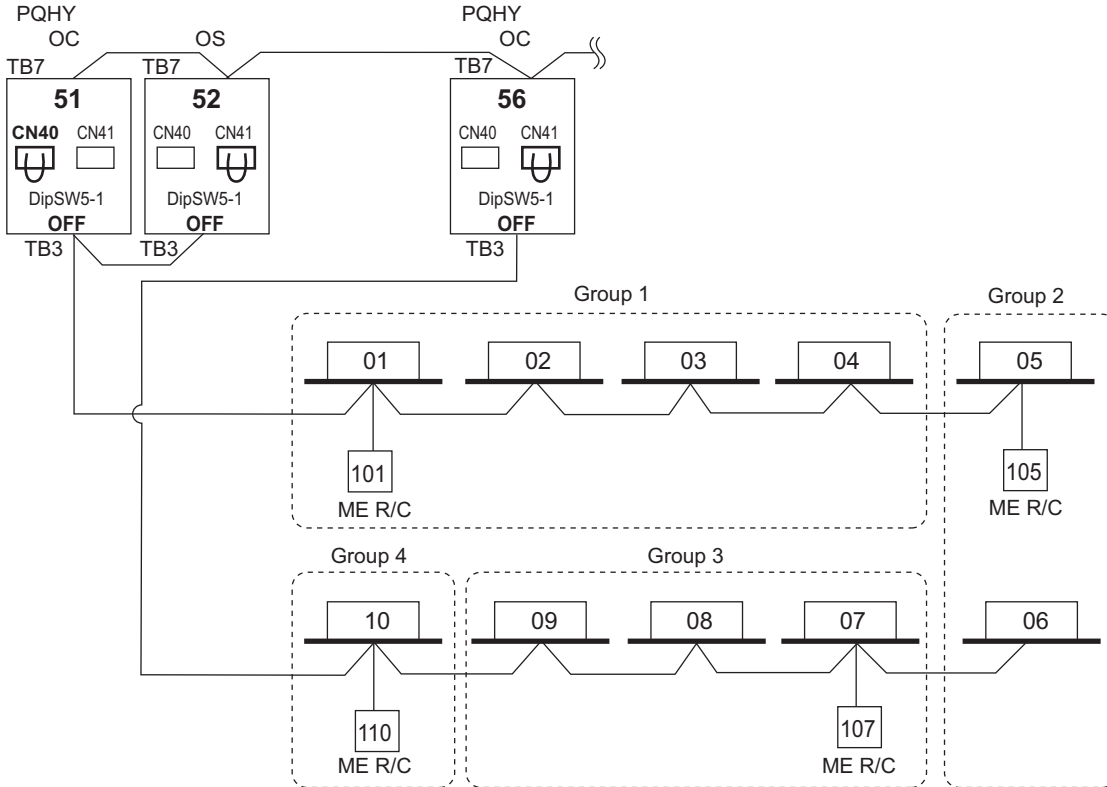 PQHY
PQHY
OC
OS
OC
TB7
TB7
TB7
51
52
56
CN40
CN41
CN40
CN41
CN40
CN41
DipSW5-1
DipSW5-1
DipSW5-1
OFF
OFF
OFF
TB3
TB3
TB3
Group 1
Group 2
01
02
03
04
05
101
105
ME R/C
ME R/C
Group 4
Group 3
10
09
08
07
06
110
107
ME R/C
ME R/C